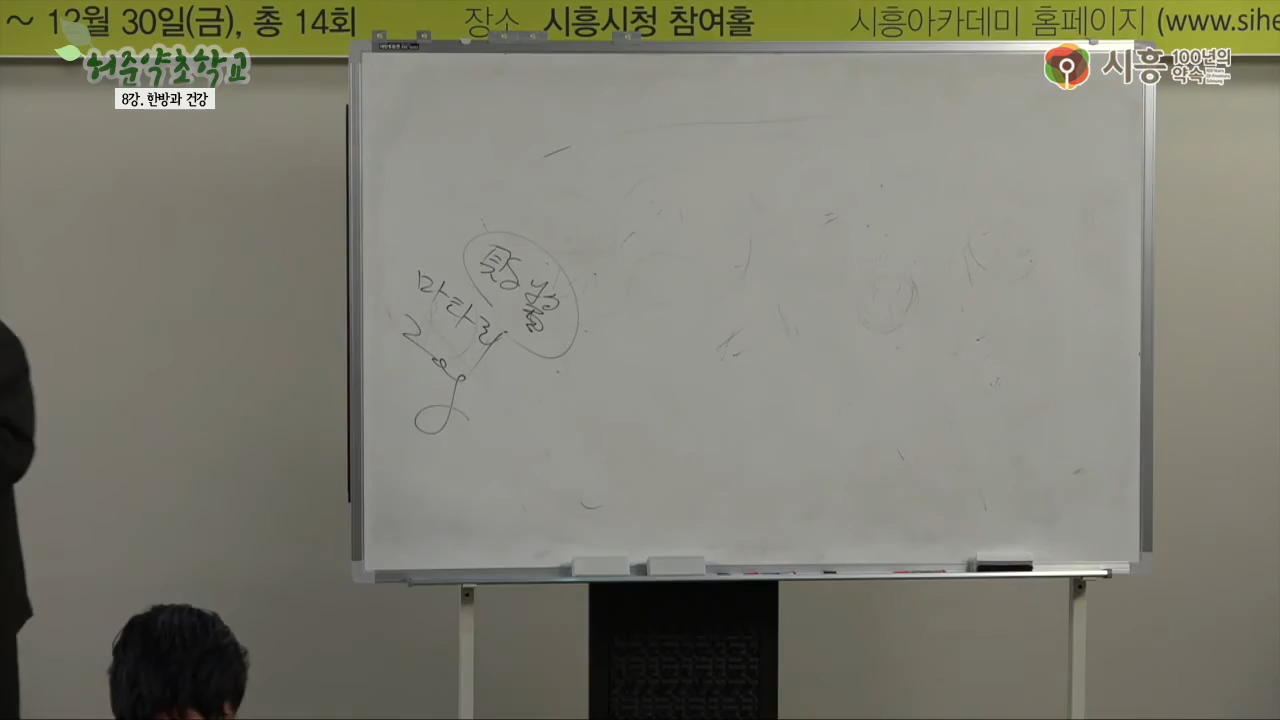 ~ 12월 30일(금), 총 14회 장소 시흥시청 참여홀 시흥아카데미 홈페이지 (www.sihe
허준약초학교
8강. 한방과 건강
시흥 100년의 약속
마타리